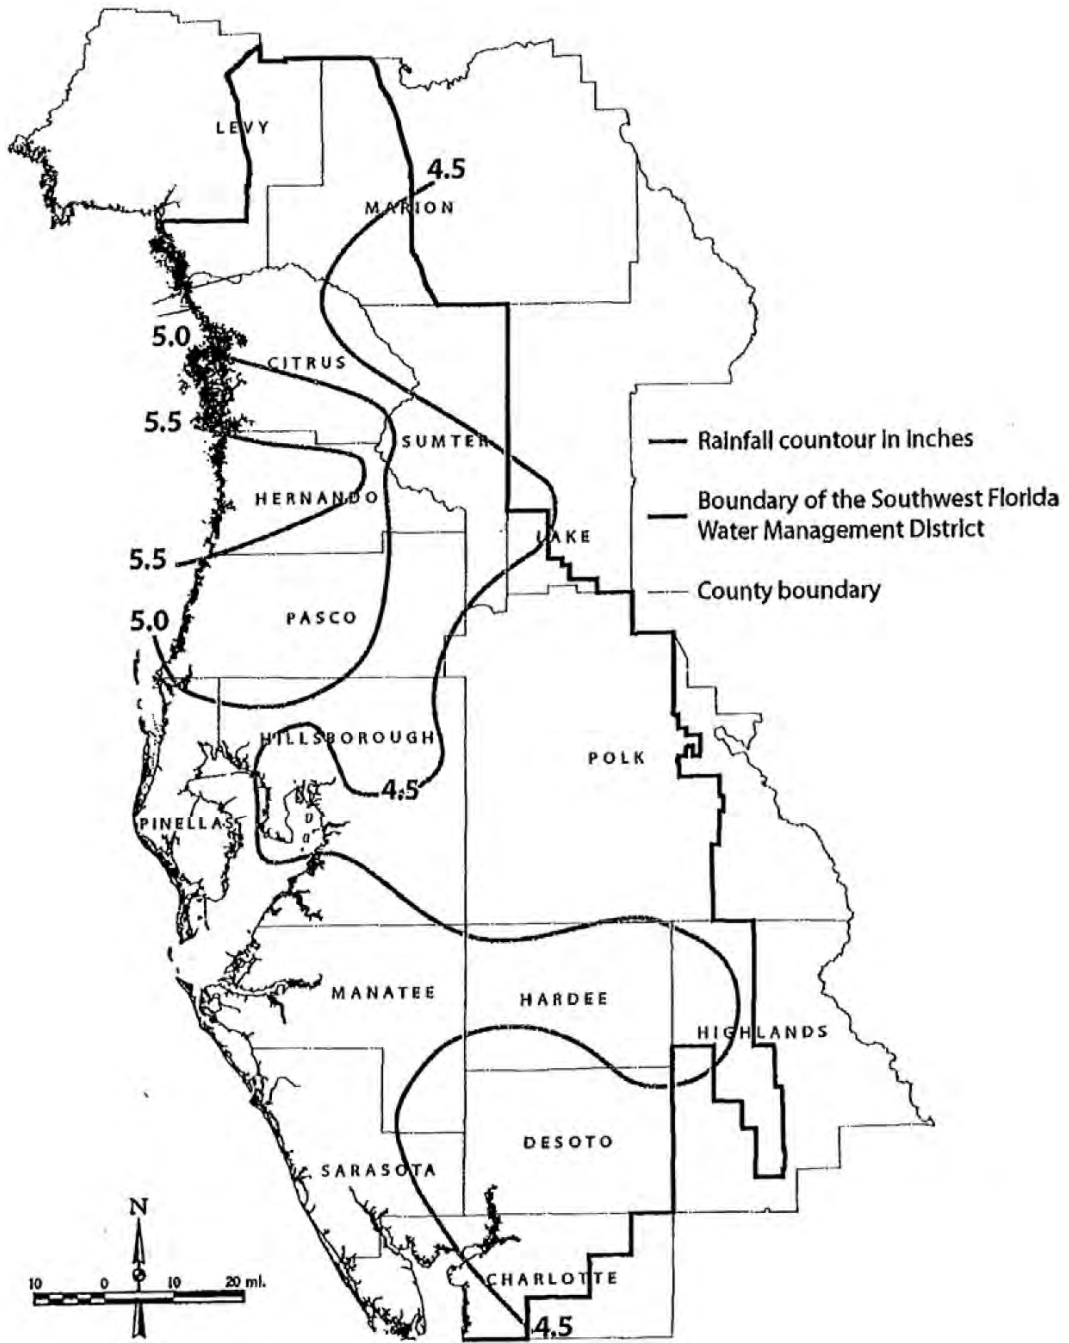 LEVY
4.5
MARION
5.0
CITRUS
5.5
SUMTER
Rainfall countour in inches
HERNANDO
Boundary of the Southwest Florida
Water Management District
LAKE
5.5
County boundary
5.0
PASCO
HILLSBOROUGH
POLK
4.5
PINELLAS
MANATEE
HARDEE
HIGHLANDS
DESOTO
SARASOTA
N
CHARLOTTE
10 0 10 20 mi.
4.5